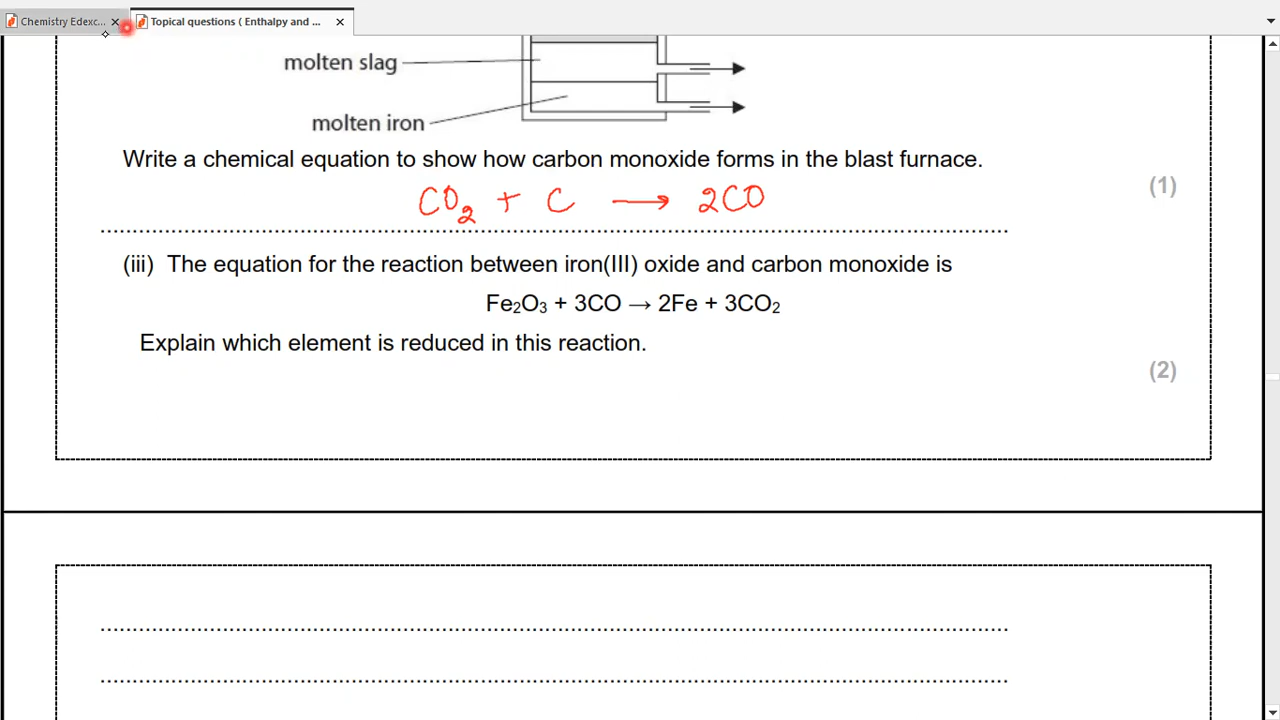 Chemistry Edexc...
Topical questions ( Enthalpy and ...
molten slag
molten iron
Write a chemical equation to show how carbon monoxide forms in the blast furnace.
(1)
CO₂ + C → 2CO
(iii) The equation for the reaction between iron(III) oxide and carbon monoxide is
Fe₂O₃ + 3CO → 2Fe + 3CO₂
Explain which element is reduced in this reaction.
(2)